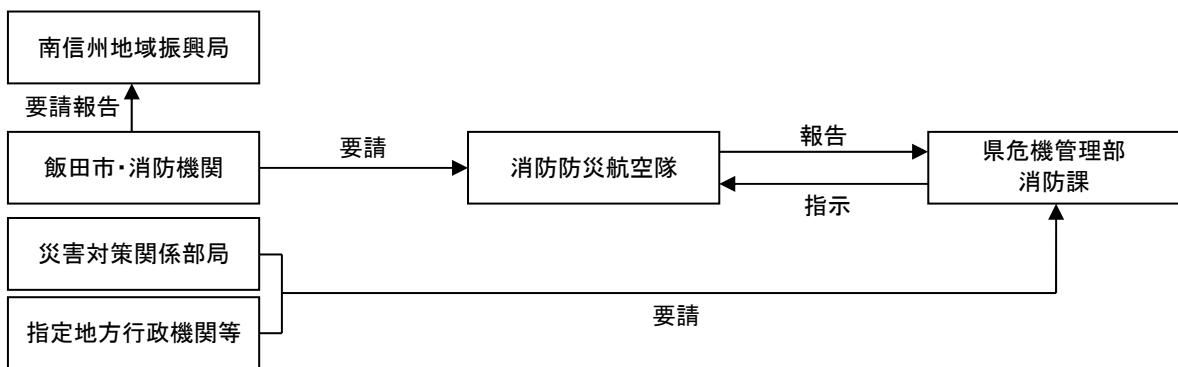 南信州地域振興局
要請報告
飯田市・消防機関
要請
消防防災航空隊
報告
指示
県危機管理部
消防課
災害対策関係部局
指定地方行政機関等
要請